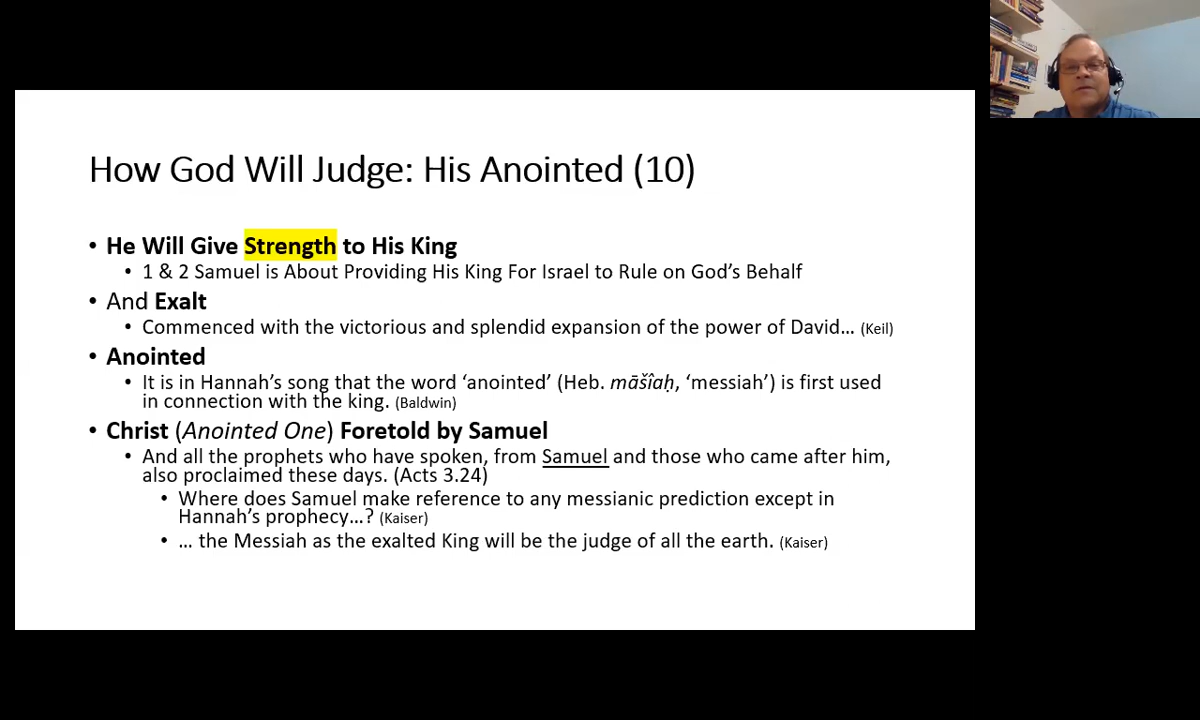 How God Will Judge: His Anointed (10)
• He Will Give Strength to His King
• 1 & 2 Samuel is About Providing His King For Israel to Rule on God's Behalf
• And Exalt
• Commenced with the victorious and splendid expansion of the power of David... (Keil)
• Anointed
• It is in Hannah's song that the word 'anointed' (Heb. māšîaḥ, 'messiah') is first used
in connection with the king. (Baldwin)
• Christ (Anointed One) Foretold by Samuel
• And all the prophets who have spoken, from Samuel and those who came after him,
also proclaimed these days. (Acts 3.24)
• Where does Samuel make reference to any messianic prediction except in
Hannah's prophecy...? (Kaiser)
• ... the Messiah as the exalted King will be the judge of all the earth. (Kaiser)